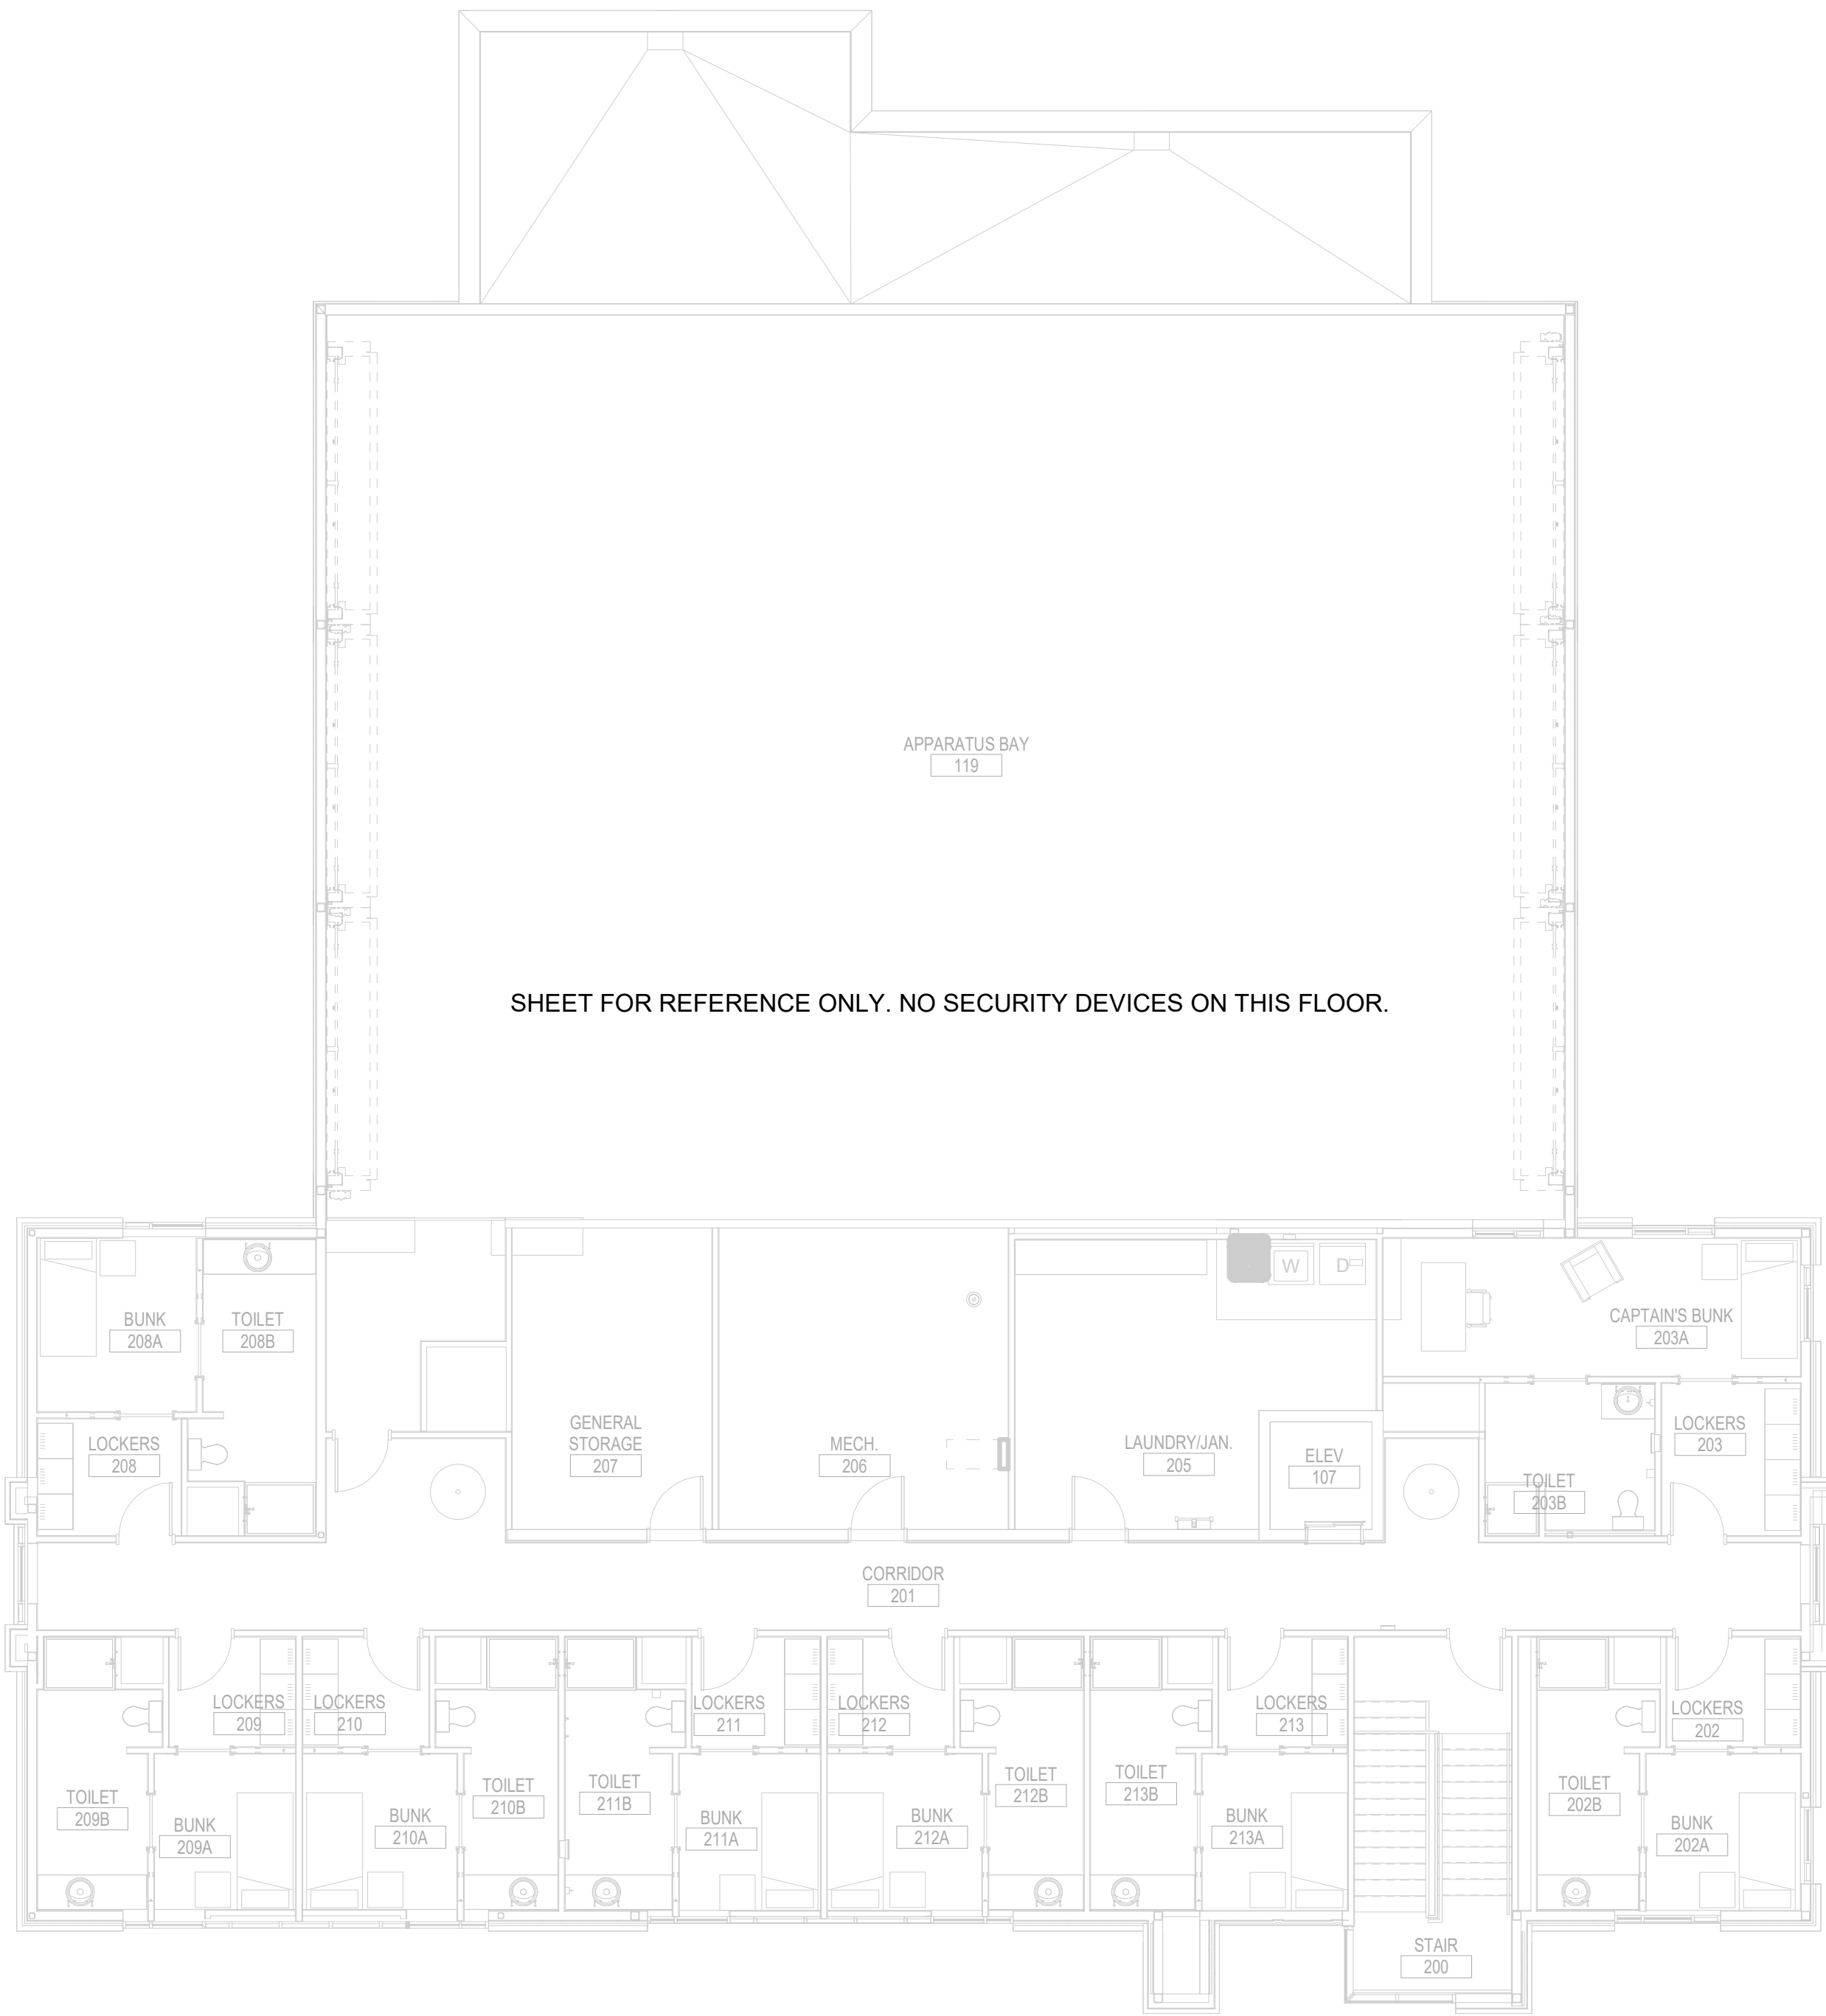 APPARATUS BAY
119
SHEET FOR REFERENCE ONLY. NO SECURITY DEVICES ON THIS FLOOR.
W
D
BUNK
208A
TOILET
208B
CAPTAIN'S BUNK
203A
GENERAL
STORAGE
207
MECH.
206
LAUNDRY/JAN.
205
ELEV
107
LOCKERS
208
LOCKERS
203
TOILET
203B
CORRIDOR
201
LOCKERS
209
LOCKERS
210
LOCKERS
211
LOCKERS
212
LOCKERS
213
LOCKERS
202
TOILET
209B
BUNK
209A
BUNK
210A
TOILET
210B
TOILET
211B
BUNK
211A
BUNK
212A
TOILET
212B
TOILET
213B
BUNK
213A
TOILET
202B
BUNK
202A
STAIR
200